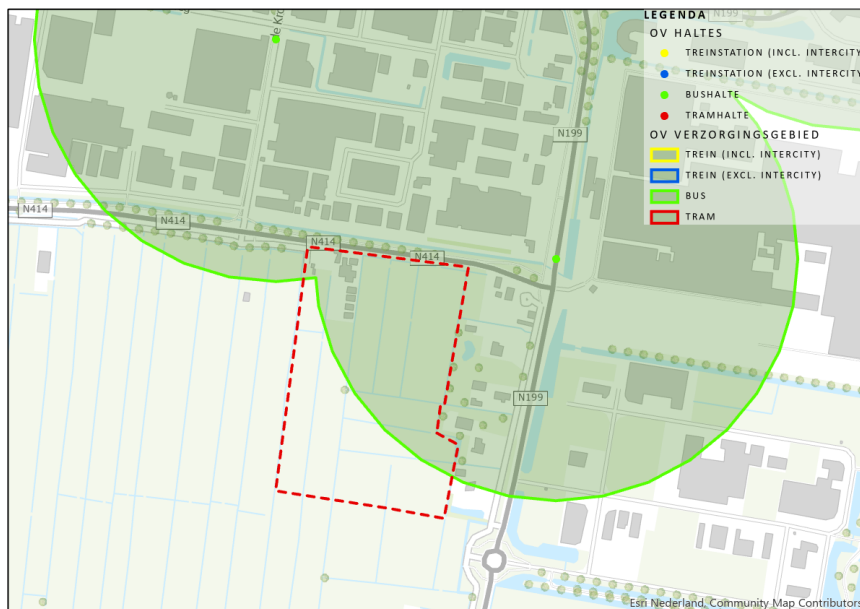 LEGENDA
OV HALTES
TREINSTATION (INCL. INTERCITY
TREINSTATION (EXCL. INTERCITY
BUSHALTE
TRAMHALTE
OV VERZORGINGSGEBIED
TREIN (INCL. INTERCITY)
TREIN (EXCL. INTERCITY)
BUS
TRAM
N199
N199
N414
N414
N414
N414
N199
Esri Nederland, Community Map Contributors